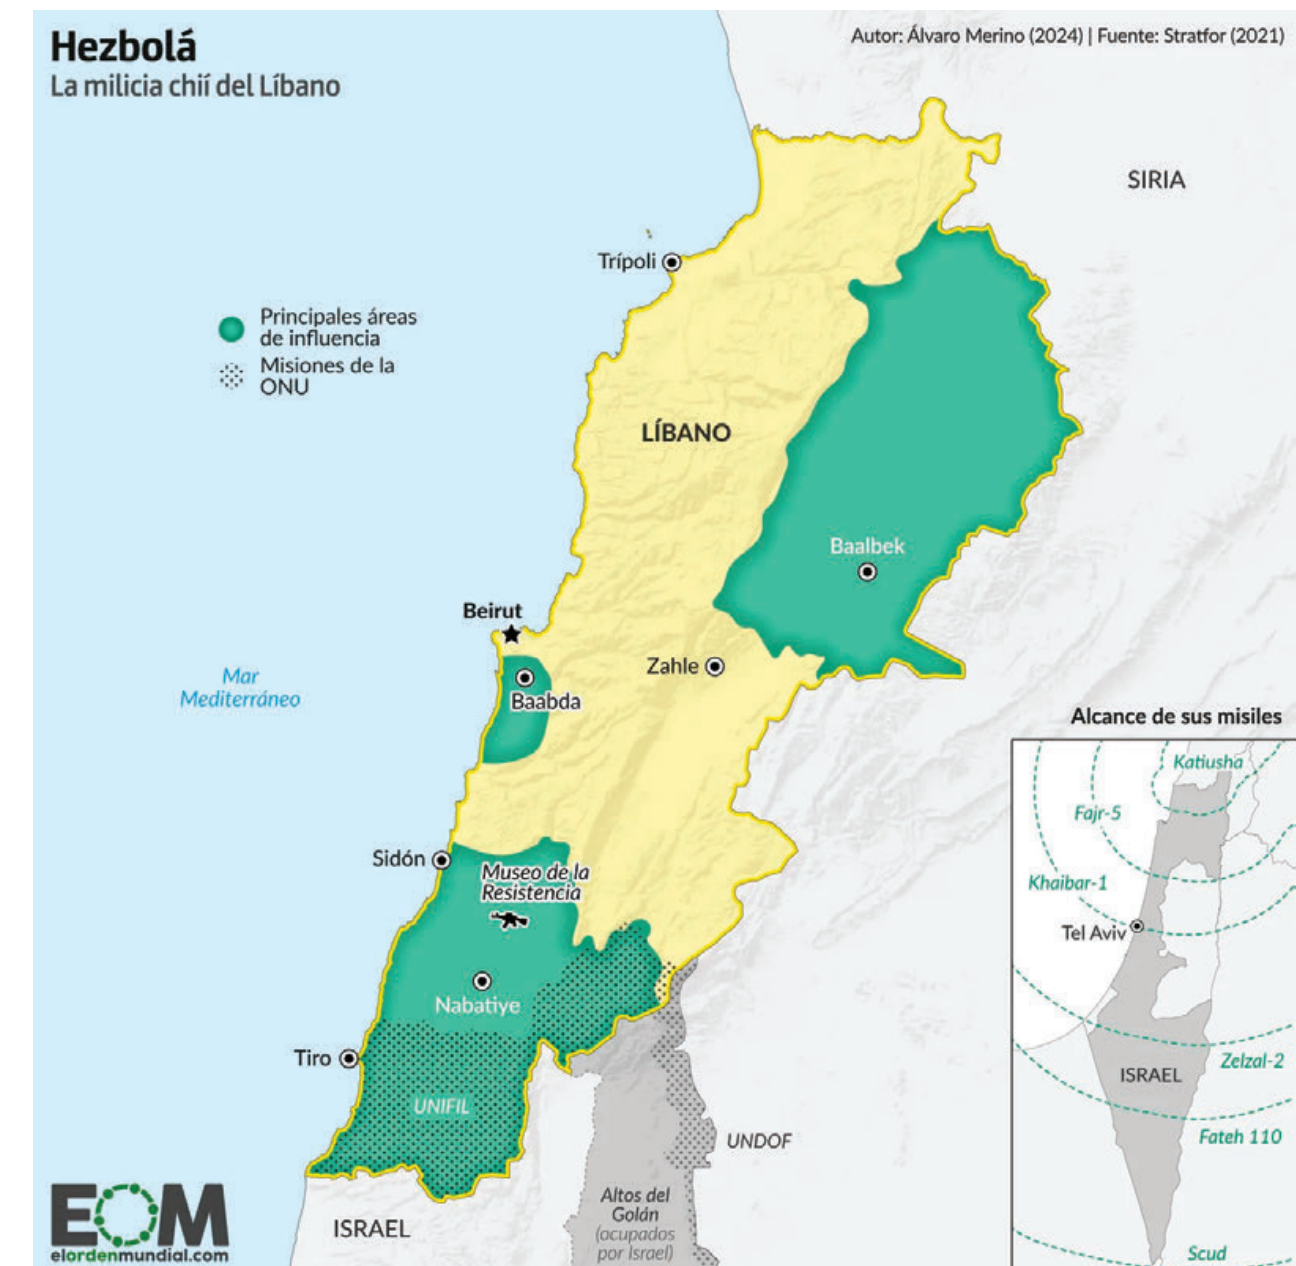 Hezbolá
La milicia chií del Líbano
Autor: Álvaro Merino (2024) | Fuente: Stratfor (2021)
SIRIA
Trípoli
Principales áreas
de influencia
Misiones de la
ONU
LÍBANO
Baalbek
Beirut
Zahle
Mar
Mediterráneo
Baabda
Alcance de sus misiles
Katiusha
Fajr-5
Khaibar-1
Tel Aviv
Zelzal-2
ISRAEL
Fateh 110
Scud
Sidón
Museo de la
Resistencia
Nabatiye
Tiro
UNIFIL
UNDOF
Altos del
Golán
(ocupados
por Israel)
ISRAEL
EOM
elordenmundial.com